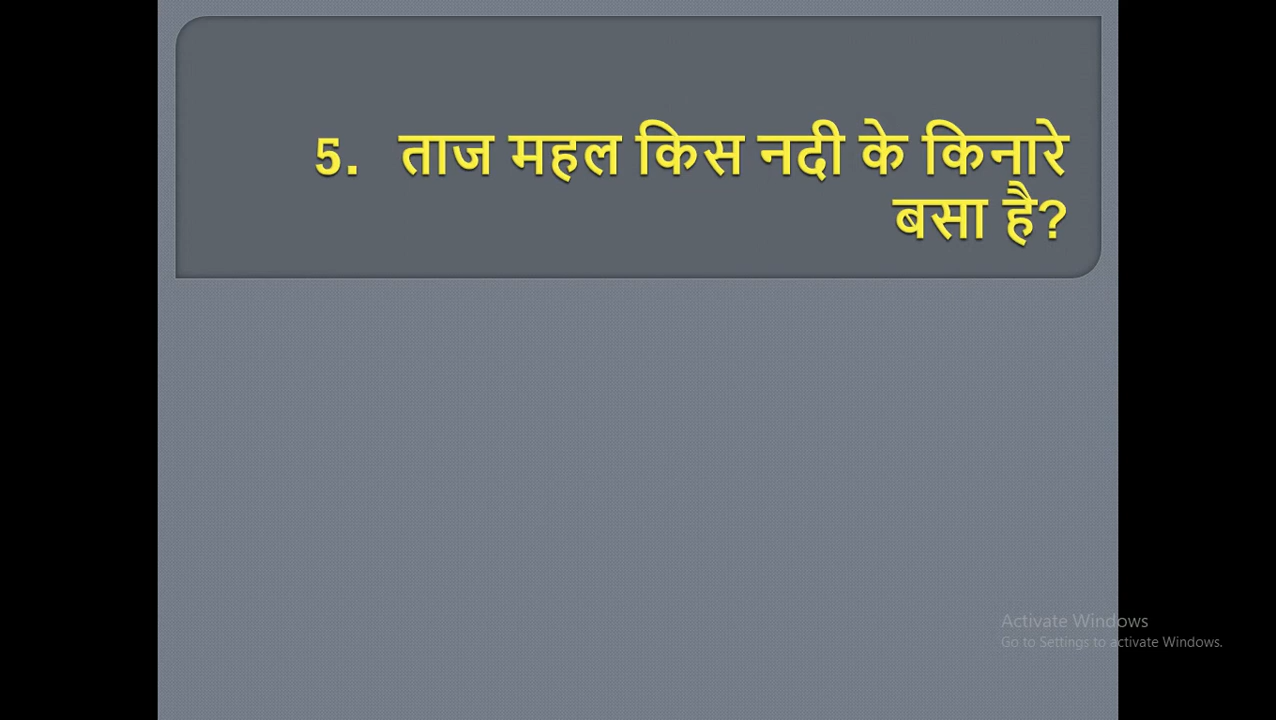 5. ताज महल किस नदी के किनारे
बसा है?
Activate Windows
Go to Settings to activate Windows.